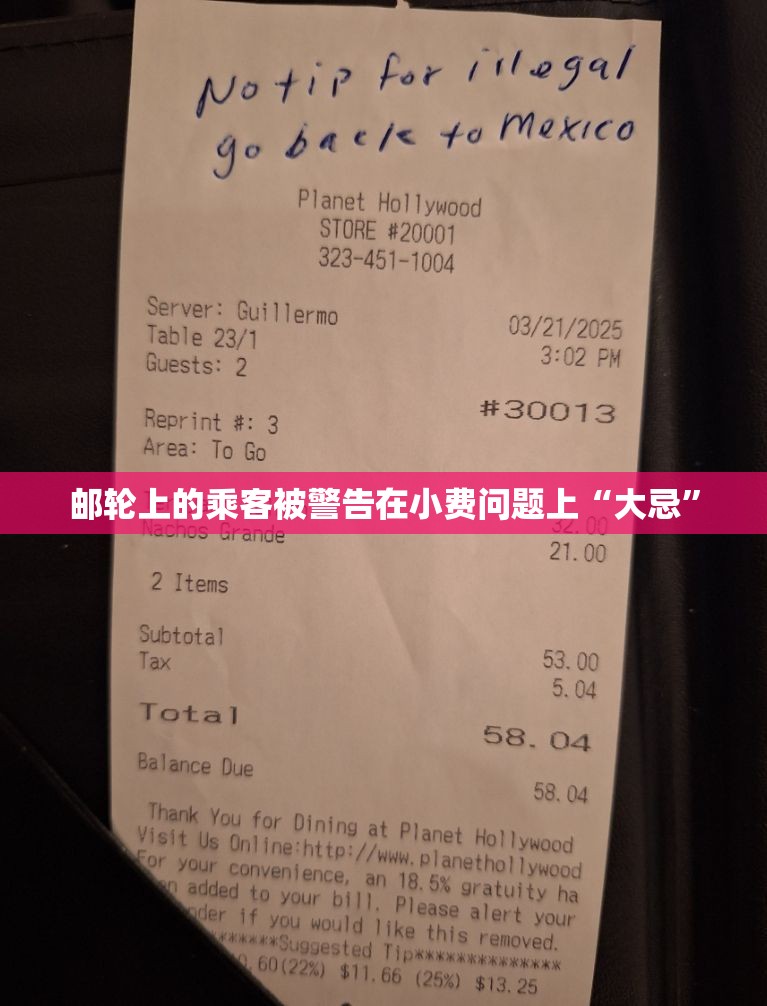 No tip for illegal
go back to Mexico
Planet Hollywood
STORE #20001
323-451-1004
Server: Guillermo
03/21/2025
Table 23/1
3:02 PM
Guests: 2
#30013
Reprint #: 3
Area: To Go
邮轮上的乘客被警告在小费问题上“大忌”
32.00
Nachos Grande
21.00
2 Items
Subtotal
53.00
Tax
5.04
Total
58.04
Balance Due
58.04
Thank You for Dining at Planet Hollywood
Visit Us Online:http://www.planethollywood
For your convenience, an 18.5% gratuity ha
added to your bill. Please alert your
if you would like this removed.
*******Suggested Tip**************
(22%) $11.66 (25%) $13.25